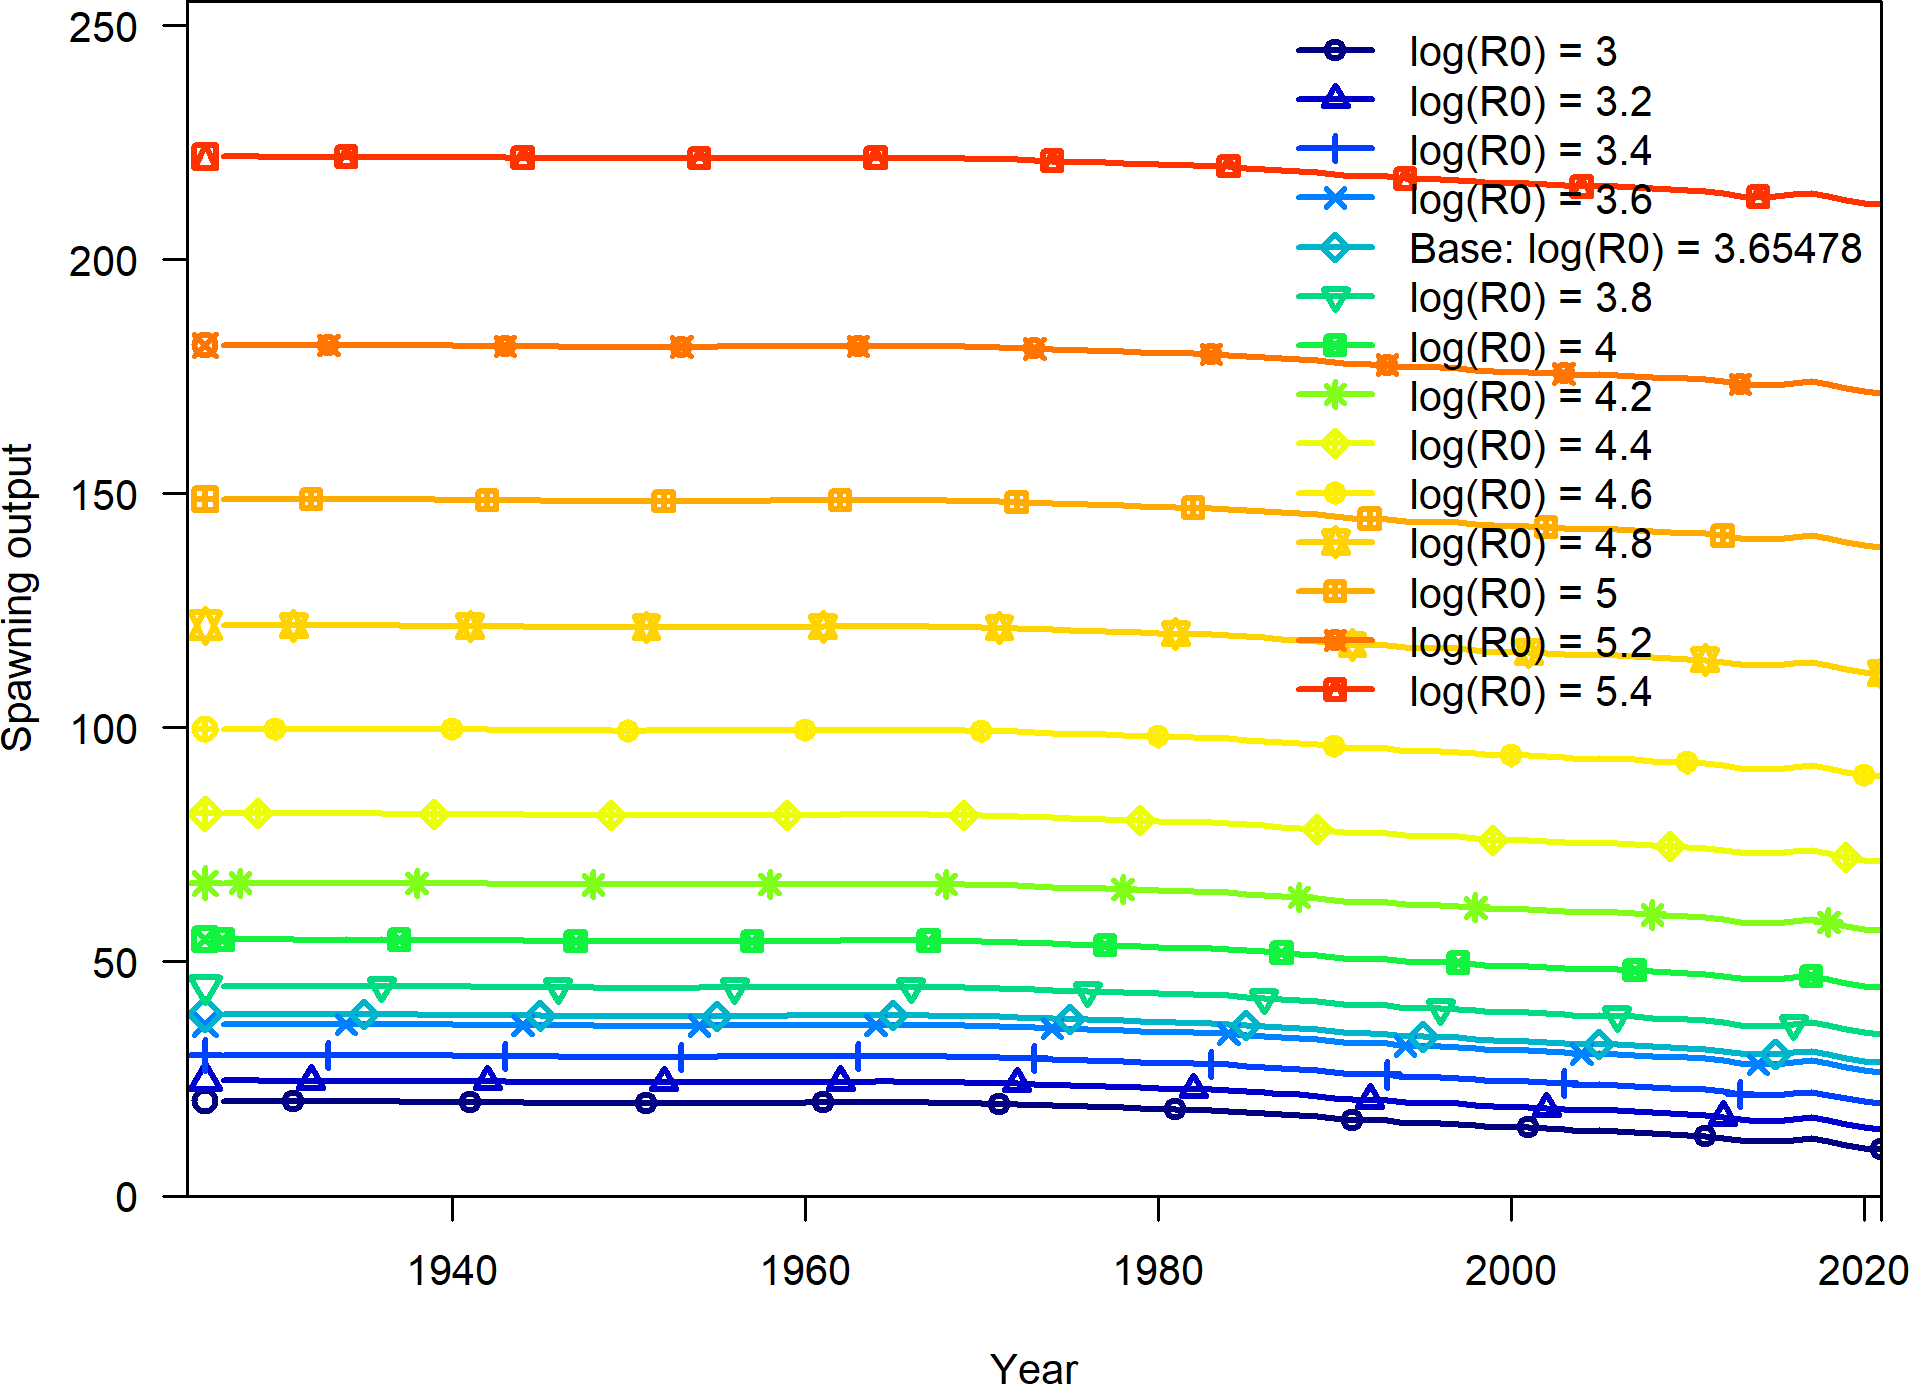 250
200
150
100
50
0
Spawning output
log(R0) = 3
log(R0) = 3.2
log(R0) = 3.4
log(R0) = 3.6
Base: log(R0) = 3.65478
log(R0) = 3.8
log(R0) = 4
log(R0) = 4.2
log(R0) = 4.4
log(R0) = 4.6
log(R0) = 4.8
log(R0) = 5
log(R0) = 5.2
log(R0) = 5.4
1940 1960 1980 2000 2020
Year